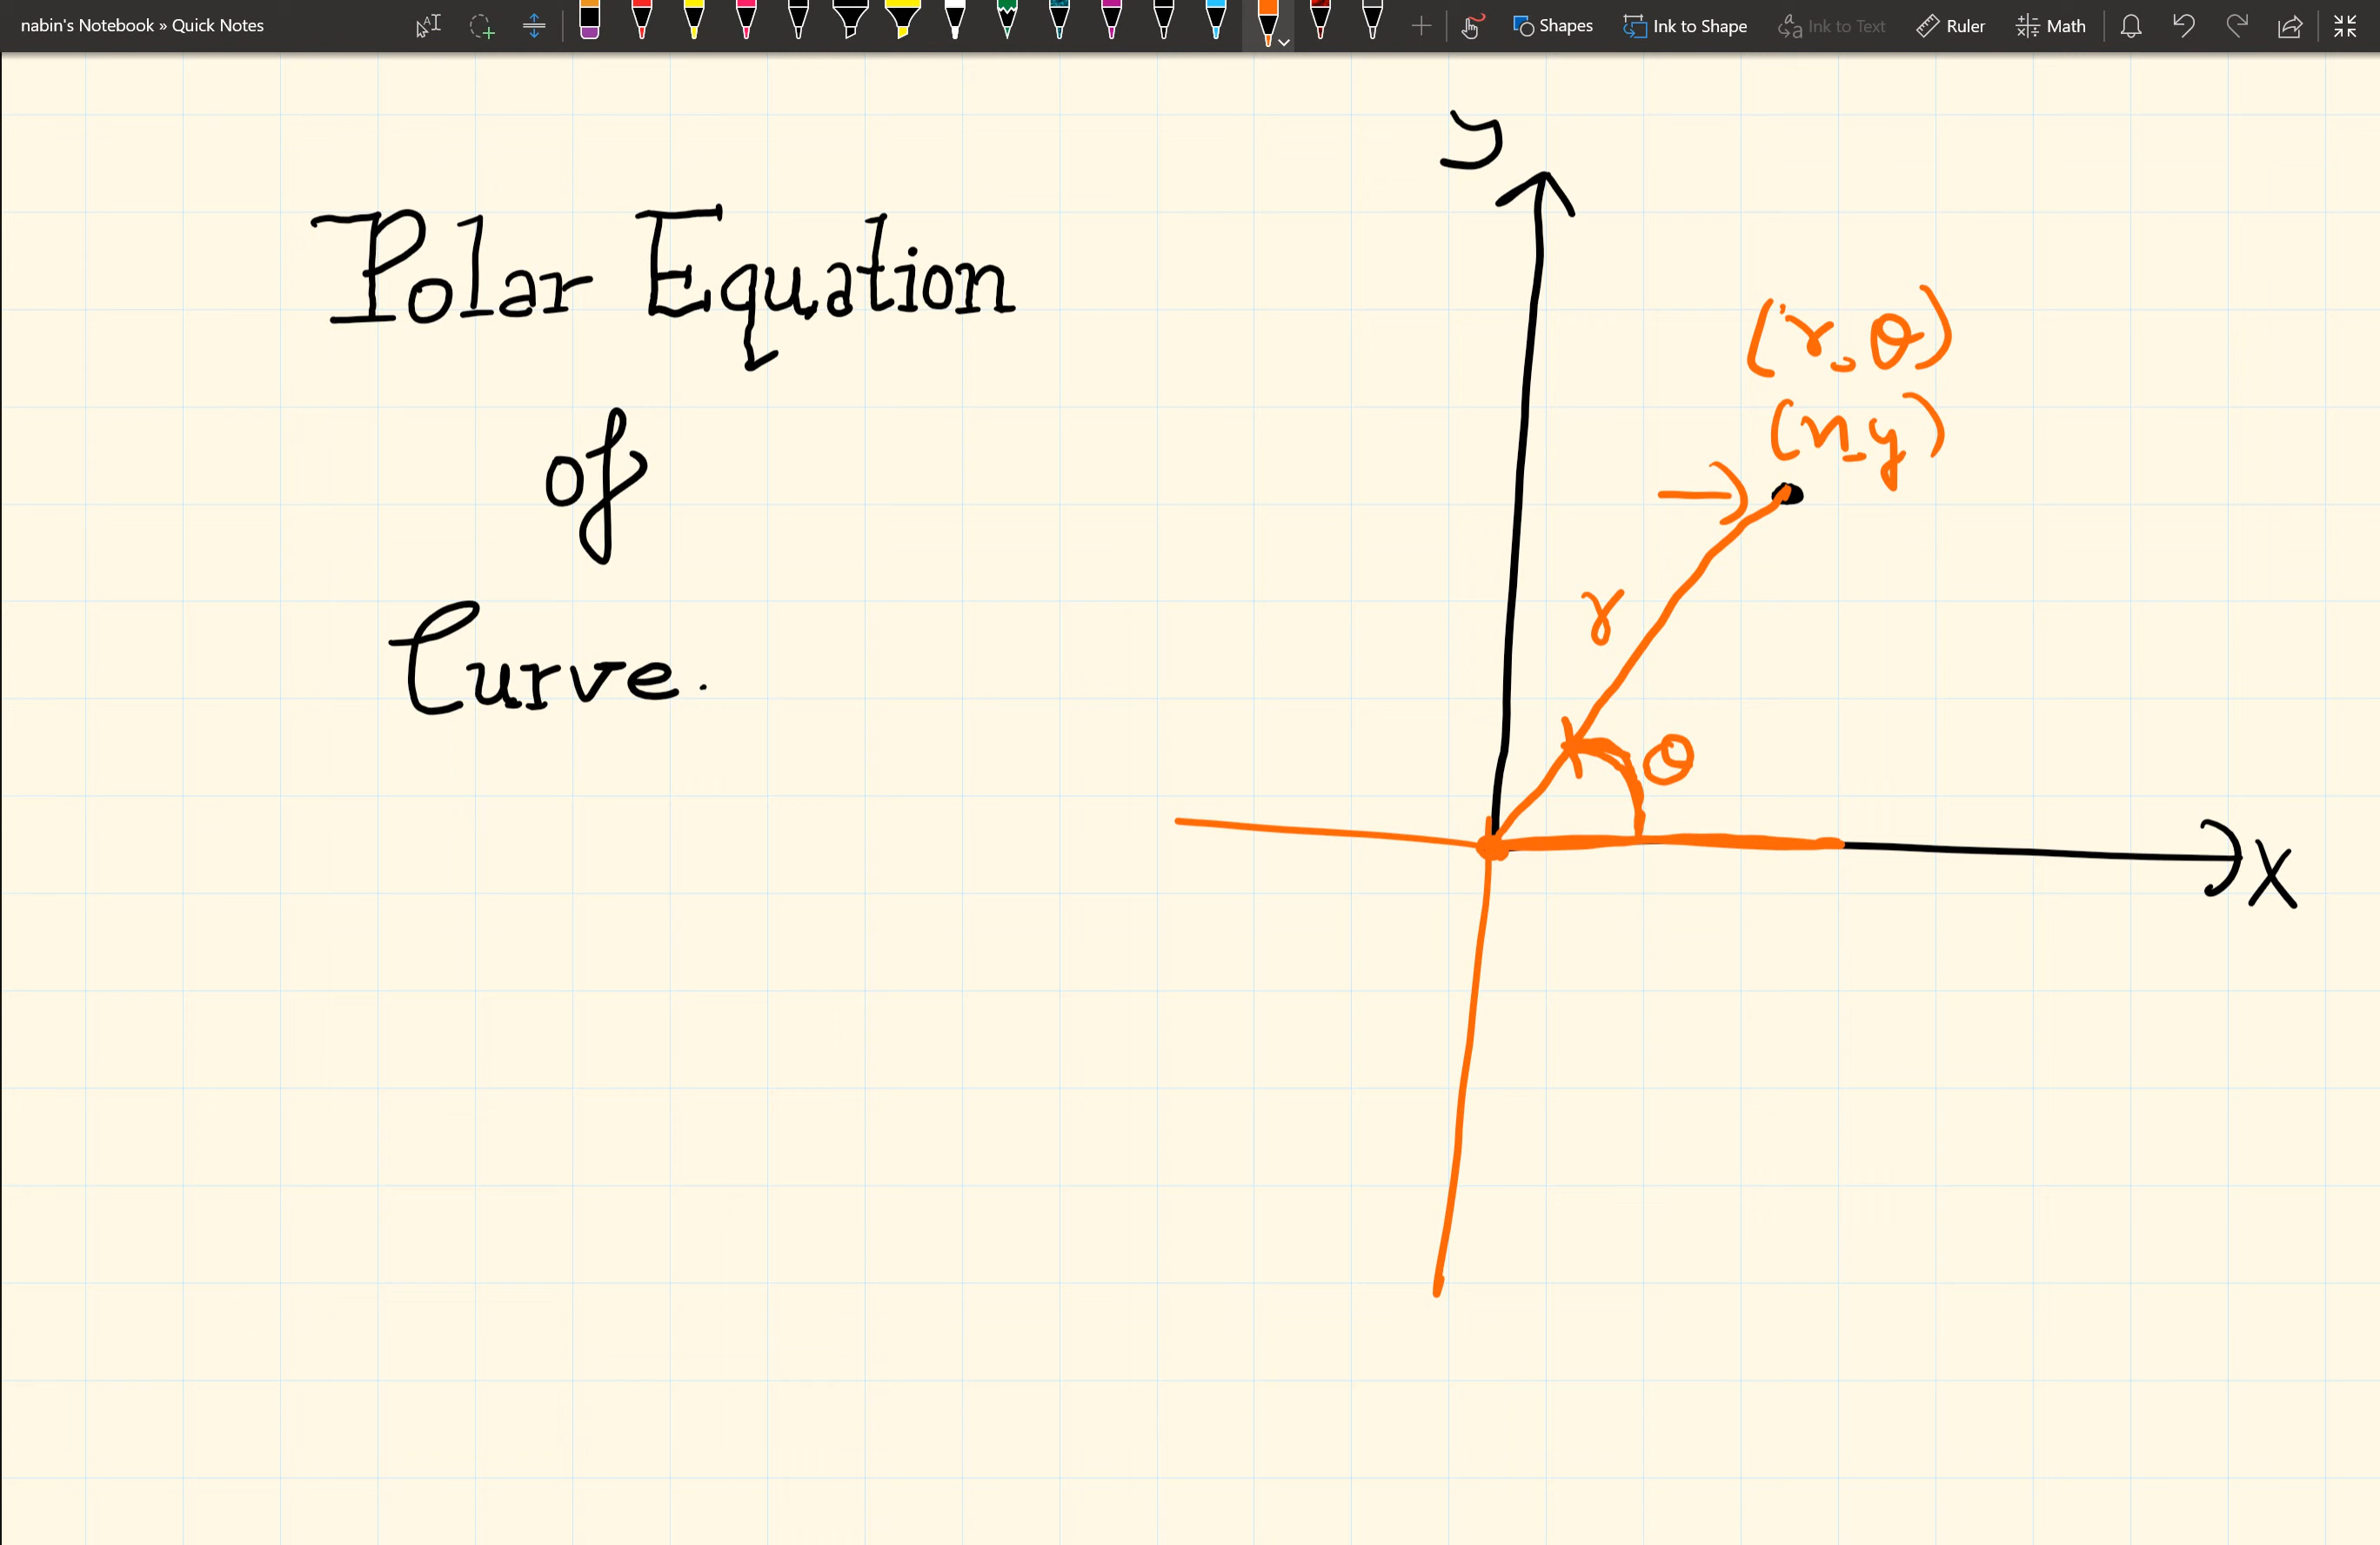 nabin's Notebook » Quick Notes
Shapes
Ink to Shape
Ink to Text
Ruler
Math
Polar Equation
of
Curve.
y
(r, θ)
(x, y)
r
θ
X